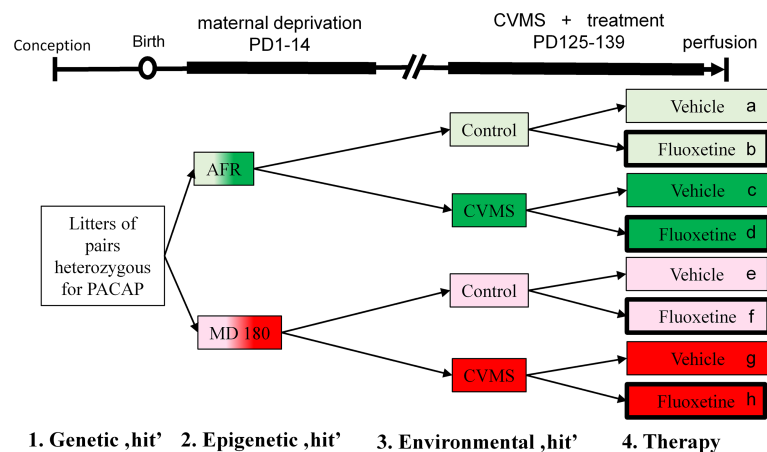 maternal deprivation
PD1-14
CVMS + treatment
PD125-139
Conception
Birth
perfusion
Litters of
pairs
heterozygous
for PACAP
AFR
MD 180
Control
CVMS
Control
CVMS
Vehicle a
Fluoxetine b
Vehicle c
Fluoxetine d
Vehicle e
Fluoxetine f
Vehicle g
Fluoxetine h
1. Genetic ‚hit’ 2. Epigenetic ‚hit’ 3. Environmental ‚hit’ 4. Therapy